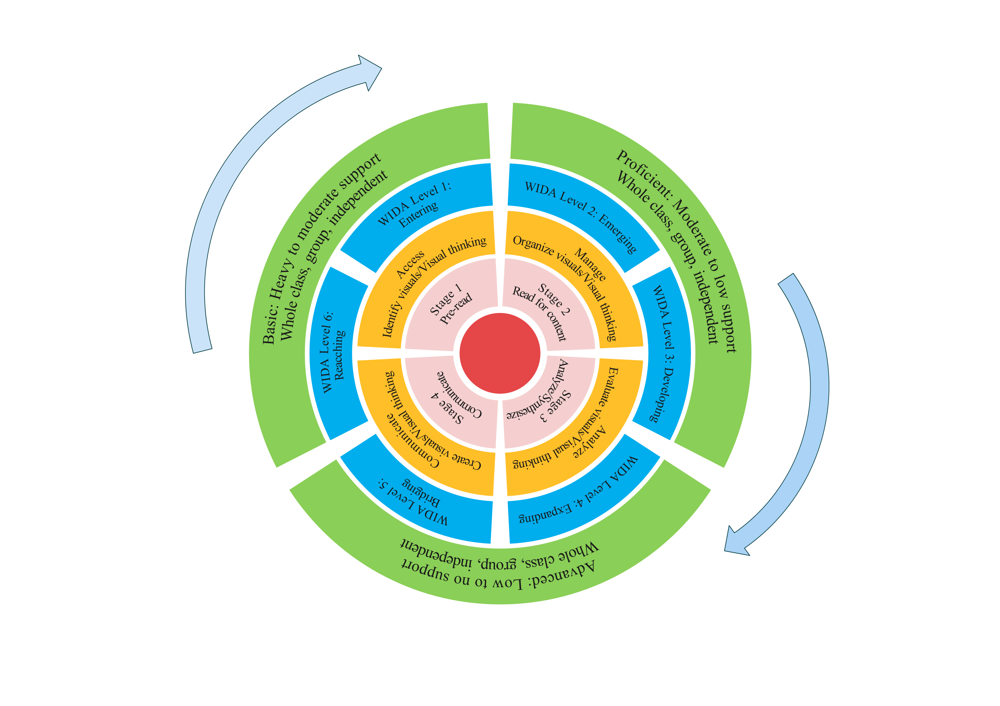 Basic: Heavy to moderate support
Whole class, group, independent
Proficient: Moderate to low support
Whole class, group, independent
Advanced: Low to no support
Whole class, group, independent
WIDA Level 1:
Entering
WIDA Level 2: Emerging
WIDA Level 3: Developing
WIDA Level 4: Expanding
WIDA Level 5:
Bridging
WIDA Level 6:
Reacching
Access
Identify visuals/Visual thinking
Manage
Organize visuals/Visual thinking
Analyze
Evaluate visuals/Visual thinking
Communicate
Create visuals/Visual thinking
Stage 1
Pre-read
Stage 2
Read for content
Stage 3
Analyze/Synthesize
Stage 4
Communicate